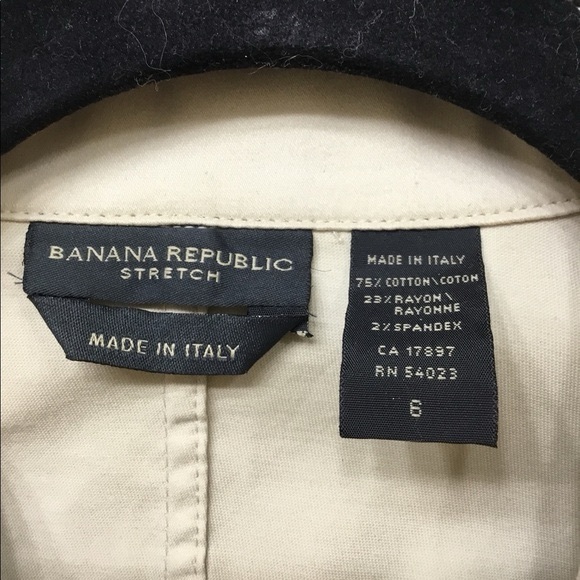 BANANA REPUBLIC
STRETCH
MADE IN ITALY
MADE IN ITALY
75% COTTON\COTON
23% RAYON\
RAYONNE
2% SPANDEX
CA 17897
RN 54023
6